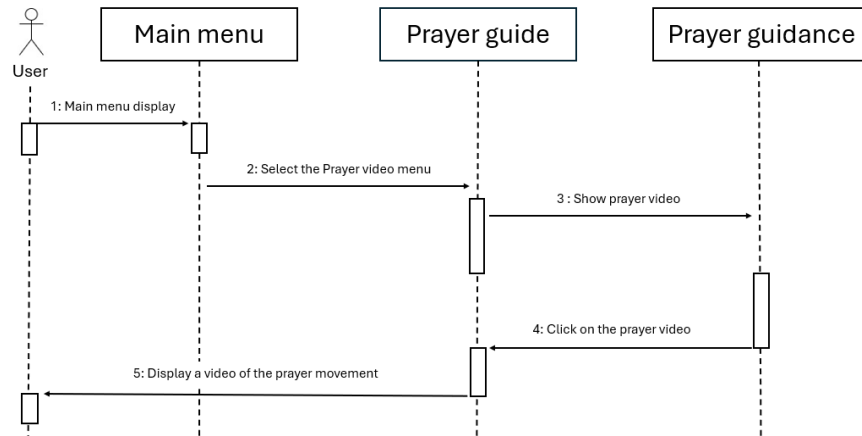 Main menu
Prayer guide
Prayer guidance
User
1: Main menu display
2: Select the Prayer video menu
3 : Show prayer video
4: Click on the prayer video
5: Display a video of the prayer movement